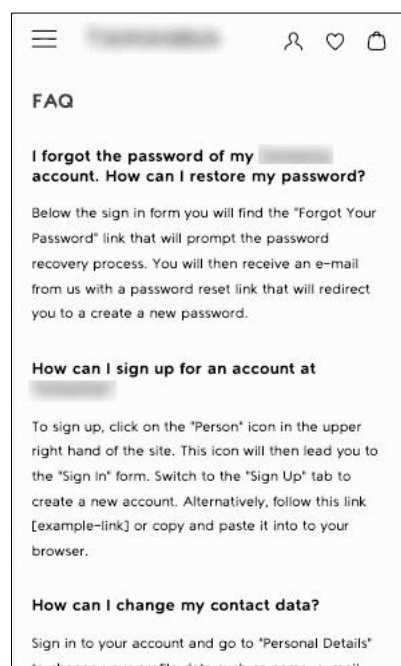 FAQ
I forgot the password of my
account. How can I restore my password?
Below the sign in form you will find the "Forgot Your
Password" link that will prompt the password
recovery process. You will then receive an e-mail
from us with a password reset link that will redirect
you to a create a new password.
How can I sign up for an account at
To sign up, click on the "Person" icon in the upper
right hand of the site. This icon will then lead you to
the "Sign In" form. Switch to the "Sign Up" tab to
create a new account. Alternatively, follow this link
[example-link] or copy and paste it into to your
browser.
How can I change my contact data?
Sign in to your account and go to "Personal Details"